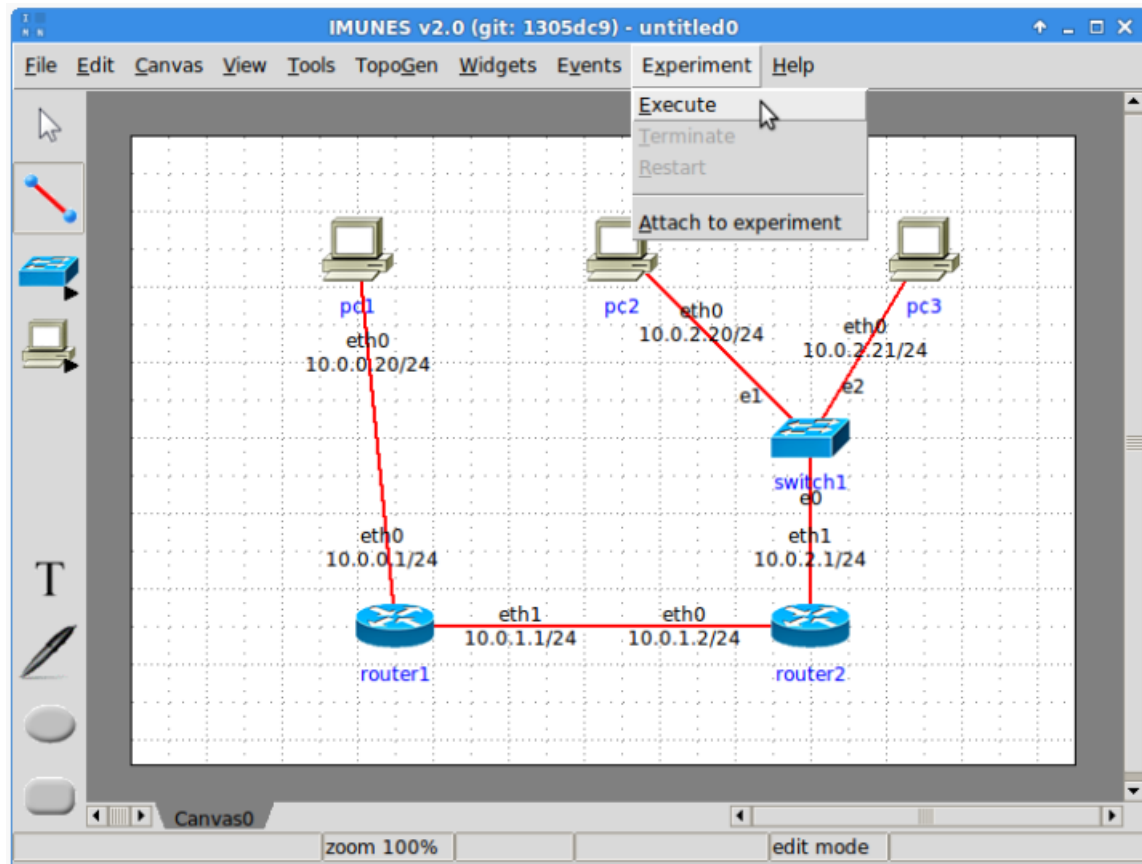 IMUNES v2.0 (git: 1305dc9) - untitled0
File Edit Canvas View Tools TopoGen Widgets Events Experiment Help
Execute
Terminate
Restart
Attach to experiment
pc1
pc2
pc3
eth0
10.0.0.20/24
eth0
10.0.2.20/24
eth0
10.0.2.21/24
e1
e2
switch1
e0
eth0
10.0.0.1/24
eth1
10.0.2.1/24
T
eth1
10.0.1.1/24
eth0
10.0.1.2/24
router1
router2
Canvas0
zoom 100%
edit mode